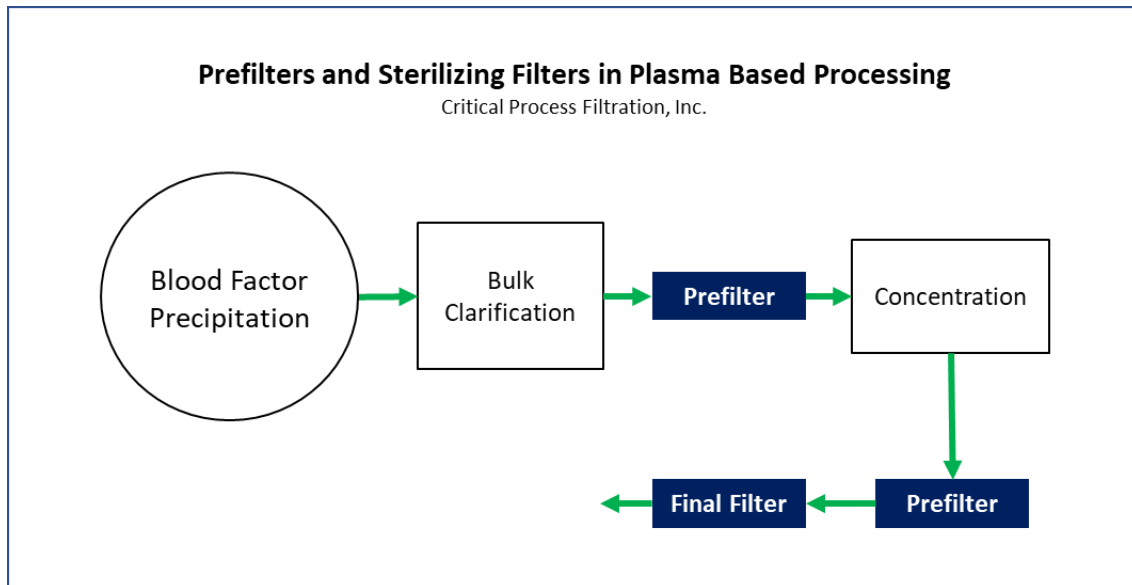 Prefilters and Sterilizing Filters in Plasma Based Processing
Critical Process Filtration, Inc.
Blood Factor
Precipitation
Bulk
Clarification
Prefilter
Concentration
Final Filter
Prefilter